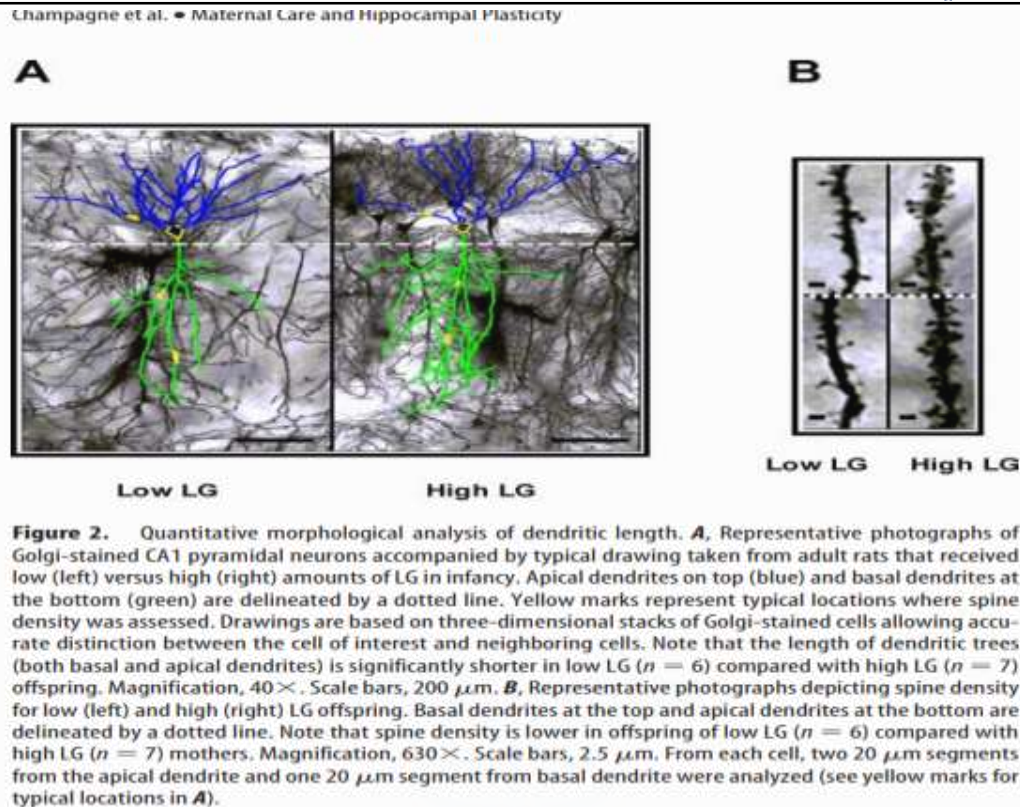 Champagne et al. • Maternal Care and Hippocampal Plasticity
A
B
Low LG
High LG
Low LG
High LG
Figure 2. Quantitative morphological analysis of dendritic length. A, Representative photographs of
Golgi-stained CA1 pyramidal neurons accompanied by typical drawing taken from adult rats that received
low (left) versus high (right) amounts of LG in infancy. Apical dendrites on top (blue) and basal dendrites at
the bottom (green) are delineated by a dotted line. Yellow marks represent typical locations where spine
density was assessed. Drawings are based on three-dimensional stacks of Golgi-stained cells allowing accu-
rate distinction between the cell of interest and neighboring cells. Note that the length of dendritic trees
(both basal and apical dendrites) is significantly shorter in low LG (n = 6) compared with high LG (n = 7)
offspring. Magnification, 40×. Scale bars, 200 μm. B, Representative photographs depicting spine density
for low (left) and high (right) LG offspring. Basal dendrites at the top and apical dendrites at the bottom are
delineated by a dotted line. Note that spine density is lower in offspring of low LG (n = 6) compared with
high LG (n = 7) mothers. Magnification, 630×. Scale bars, 2.5 μm. From each cell, two 20 μm segments
from the apical dendrite and one 20 μm segment from basal dendrite were analyzed (see yellow marks for
typical locations in A).